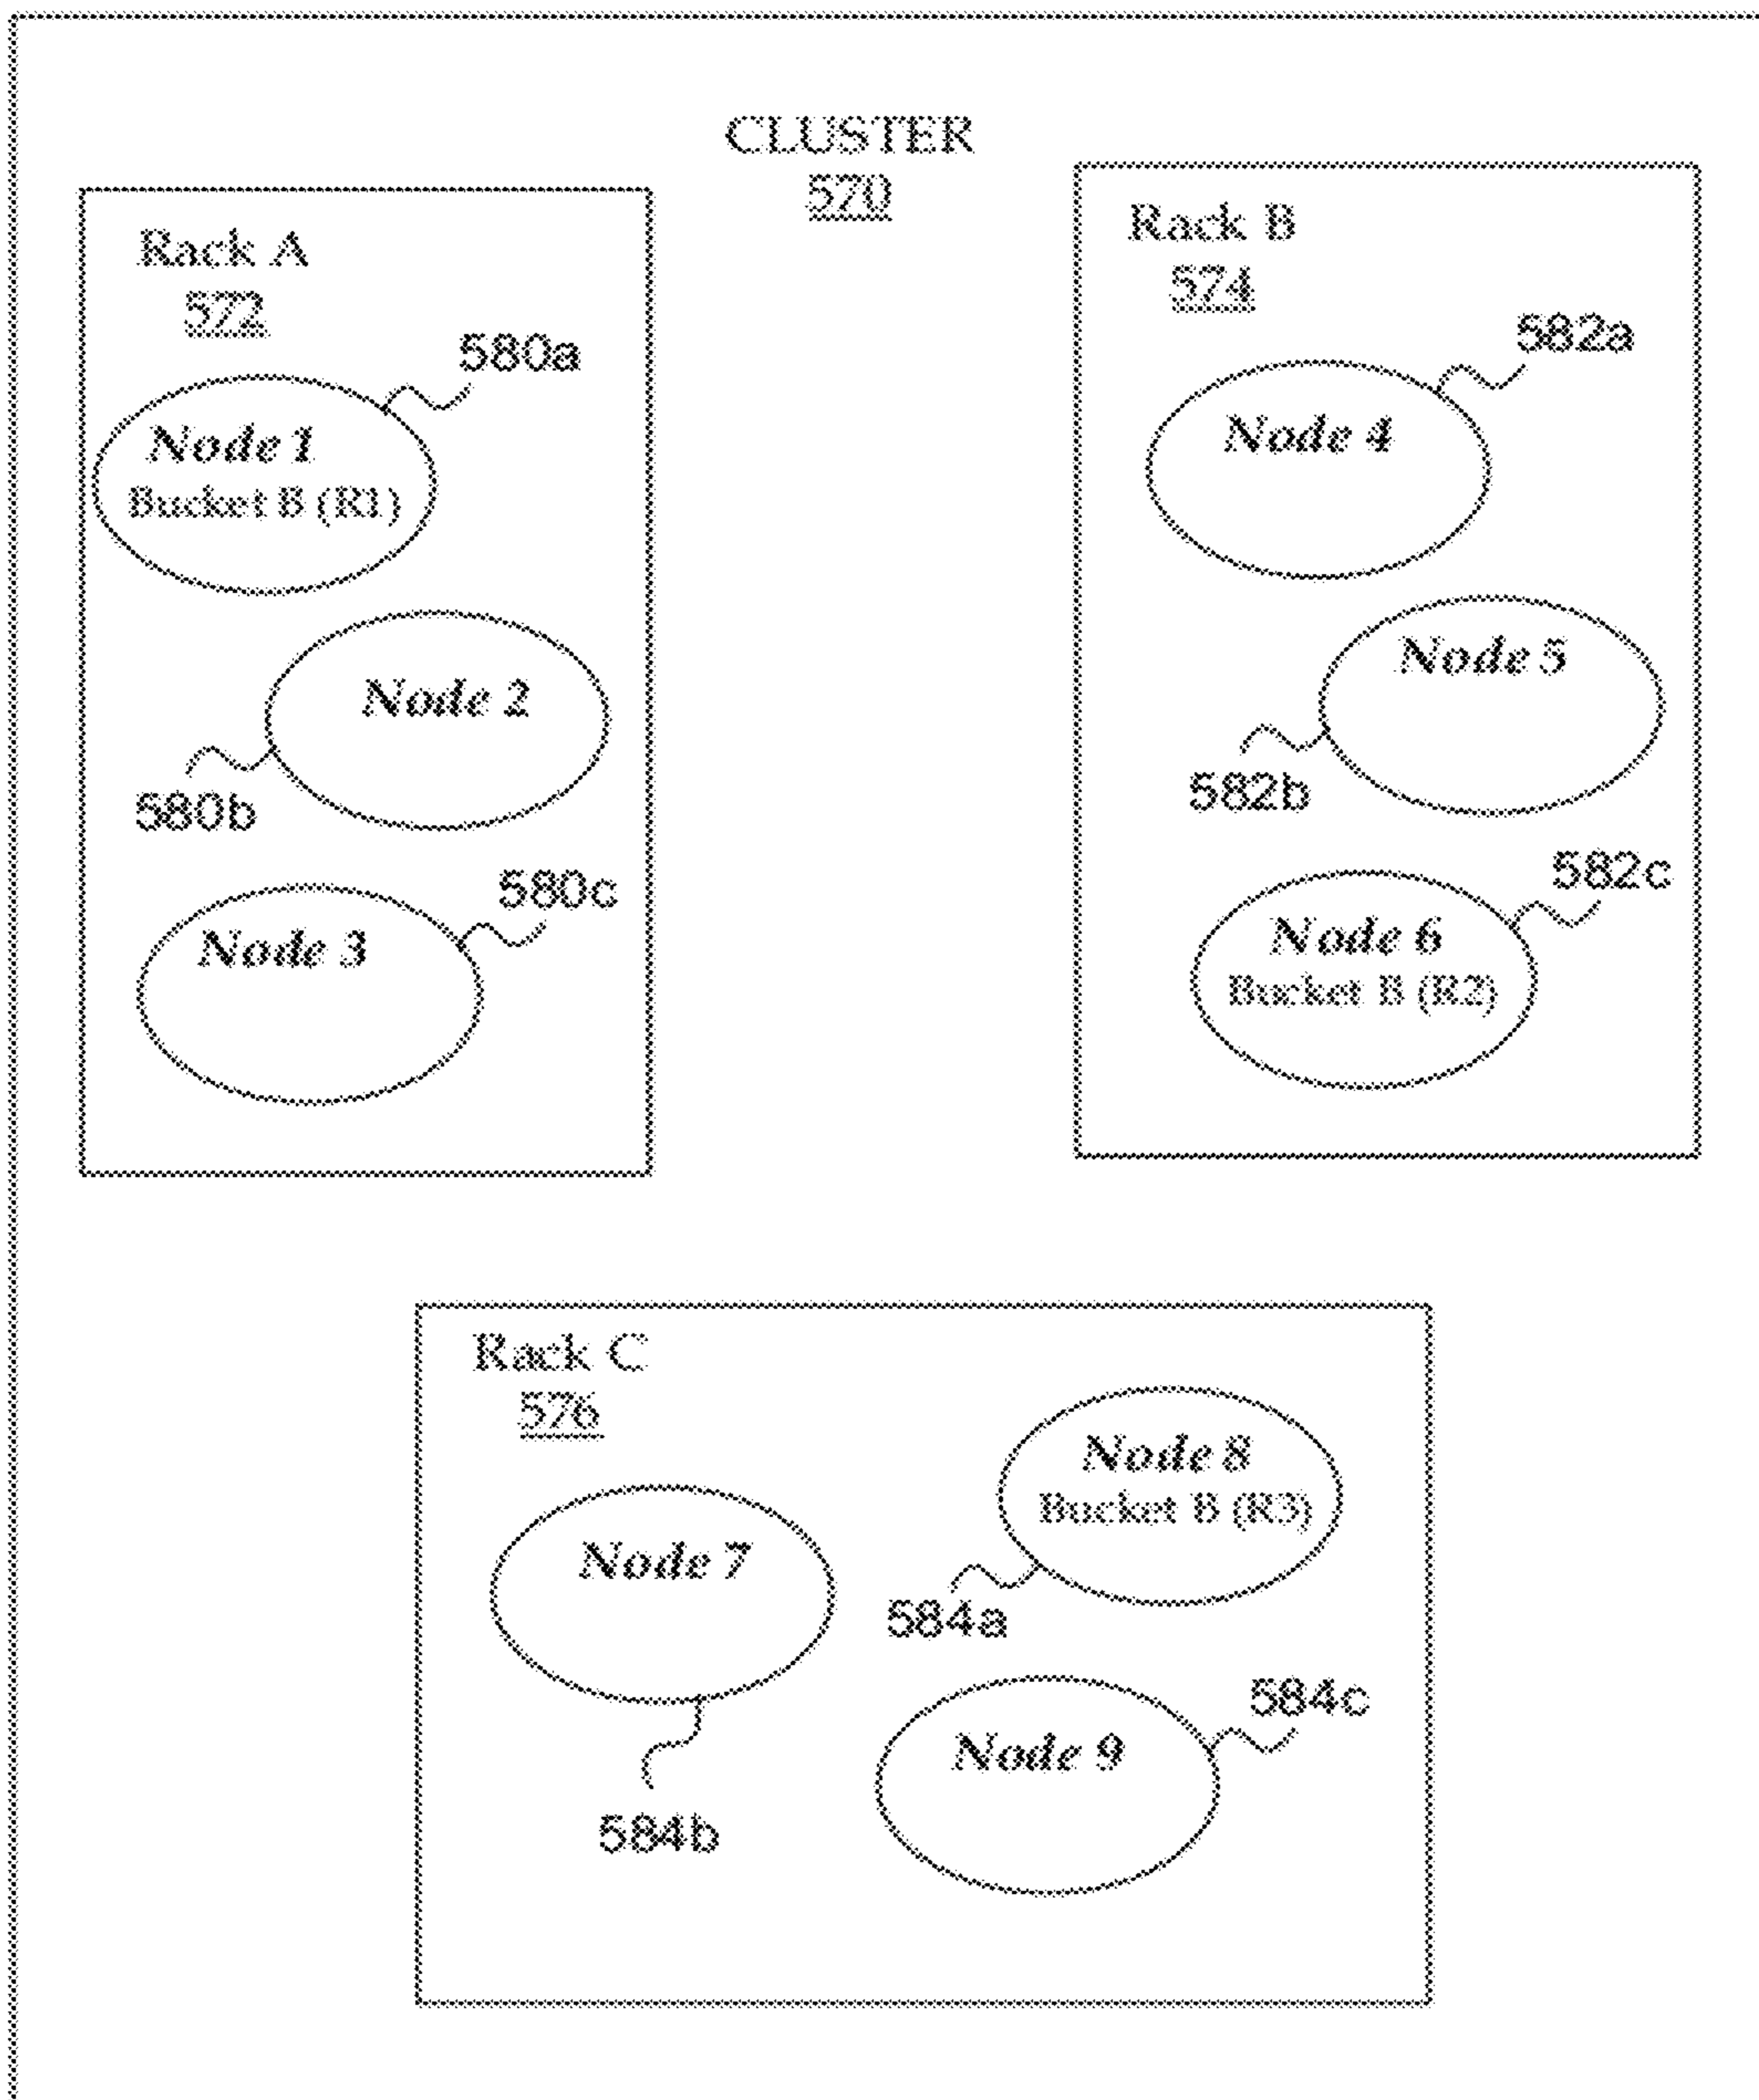 CLUSTER
570
Rack A
572
580a
Node 1
Bucket B (R1)
Node 2
580b
580c
Node 3
Rack B
574
582a
Node 4
Node 5
582b
582c
Node 6
Bucket B (R2)
Rack C
576
Node 8
Bucket B (R3)
Node 7
584a
584c
Node 9
584b